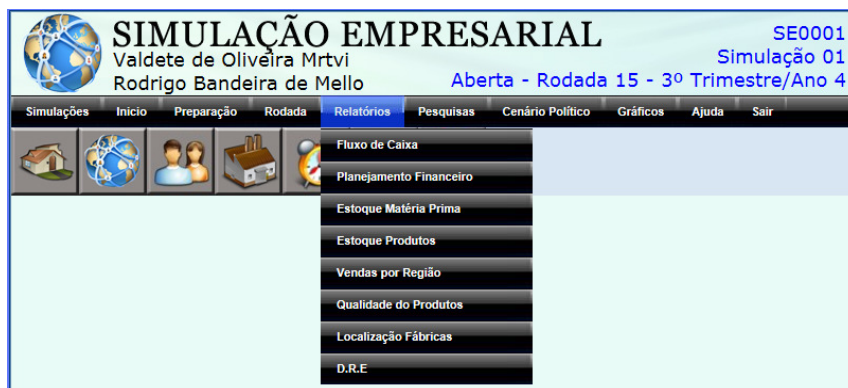 SIMULAÇÃO EMPRESARIAL
SE0001
Valdete de Oliveira Mrtvi
Simulação 01
Rodrigo Bandeira de Mello
Aberta - Rodada 15 - 3º Trimestre/Ano 4
Simulações Inicio Preparação Rodada Relatórios Pesquisas Cenário Político Gráficos Ajuda Sair
Fluxo de Caixa
Planejamento Financeiro
Estoque Matéria Prima
Estoque Produtos
Vendas por Região
Qualidade do Produtos
Localização Fábricas
D.R.E